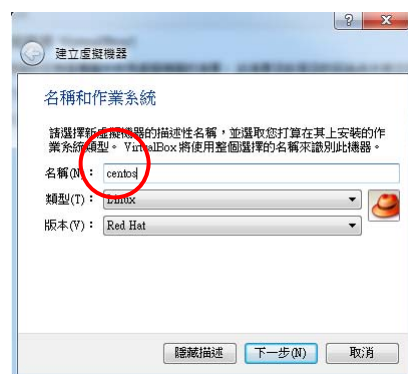 建立虛擬機器
名稱和作業系統
請選擇新虛擬機器的描述性名稱，並選取您打算在其上安裝的作
業系統類型。 VirtualBox 將使用整個選擇的名稱來識別此機器。
名稱(N)： centos
類型(T)： Linux
版本(V)： Red Hat
隱藏描述 下一步(N) 取消